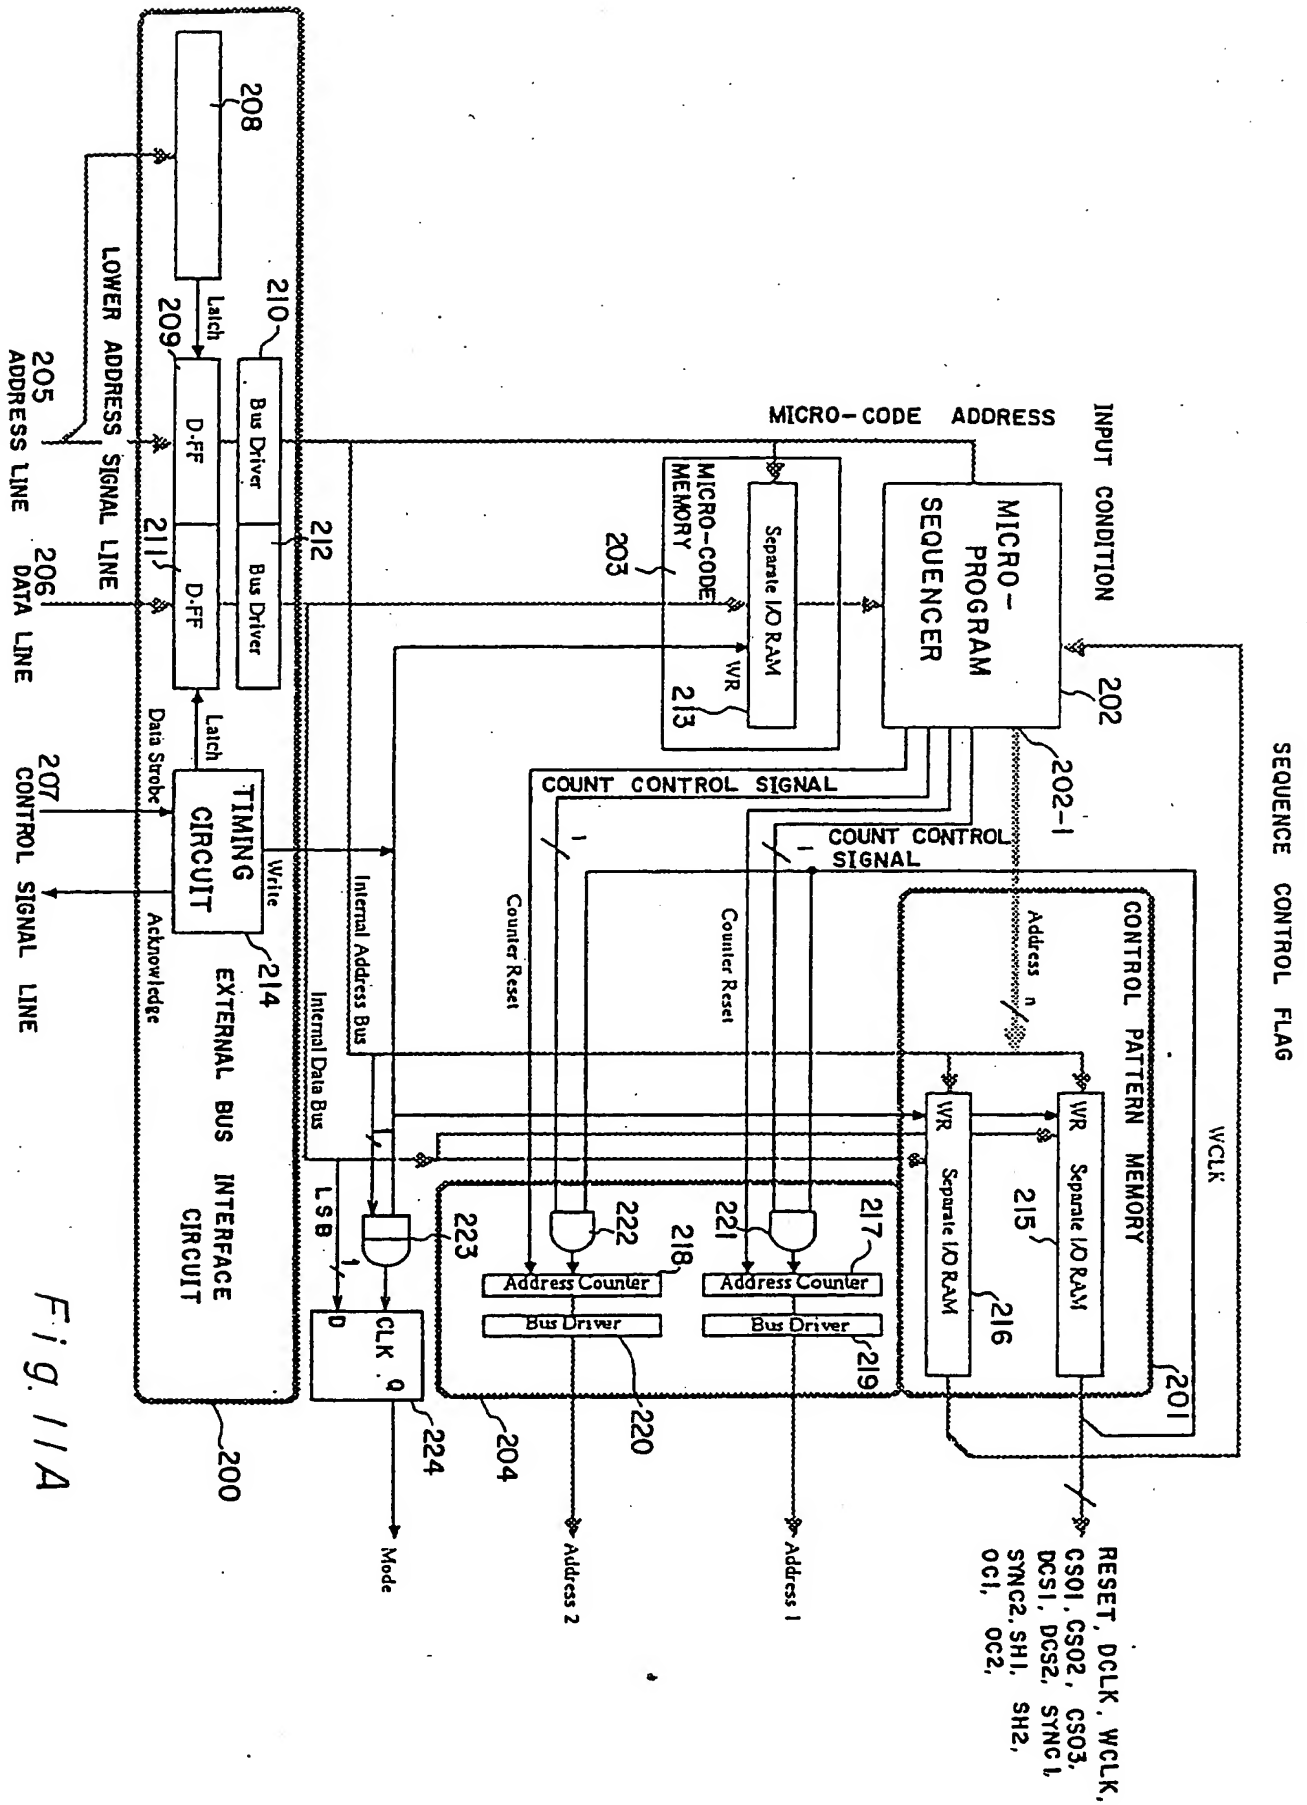 SEQUENCE CONTROL FLAG
INPUT CONDITION
MICRO-CODE ADDRESS
MICRO-
PROGRAM
SEQUENCER
202
202-1
MICRO-CODE
MEMORY
203
Separate I/O RAM
WR
213
COUNT CONTROL SIGNAL
1
COUNT CONTROL
SIGNAL
1
Counter Reset
Counter Reset
Address n
CONTROL PATTERN MEMORY
WCLK
WR Separate I/O RAM
215
WR Separate I/O RAM
216
201
RESET, DCLK, WCLK,
CS01, CS02, CS03,
DCS1, DCS2, SYNC1,
SYNC2, SH1, SH2,
OC1, OC2,
221
217
Address Counter
Bus Driver
219
Address 1
222
218
Address Counter
Bus Driver
220
Address 2
204
223
LSB
1
D
CLK
Q
224
Mode
Internal Address Bus
Internal Data Bus
208
Latch
209
210
Bus Driver
D-FF
211
212
Bus Driver
D-FF
Latch
TIMING
CIRCUIT
214
Write
Data Strobe
Acknowledge
EXTERNAL BUS INTERFACE
CIRCUIT
200
LOWER ADDRESS SIGNAL LINE
205
ADDRESS LINE
206
DATA LINE
207
CONTROL SIGNAL LINE
Fig. 11A